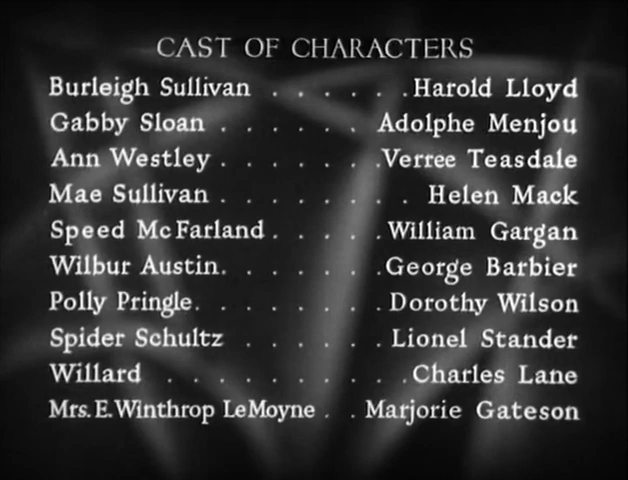 CAST OF CHARACTERS
Burleigh Sullivan . . . . . . Harold Lloyd
Gabby Sloan . . . . . . Adolphe Menjou
Ann Westley . . . . . . . Verree Teasdale
Mae Sullivan . . . . . . . . Helen Mack
Speed McFarland . . . . . William Gargan
Wilbur Austin . . . . . . . George Barbier
Polly Pringle . . . . . . . . Dorothy Wilson
Spider Schultz . . . . . . Lionel Stander
Willard . . . . . . . . . . Charles Lane
Mrs. E. Winthrop LeMoyne . . Marjorie Gateson